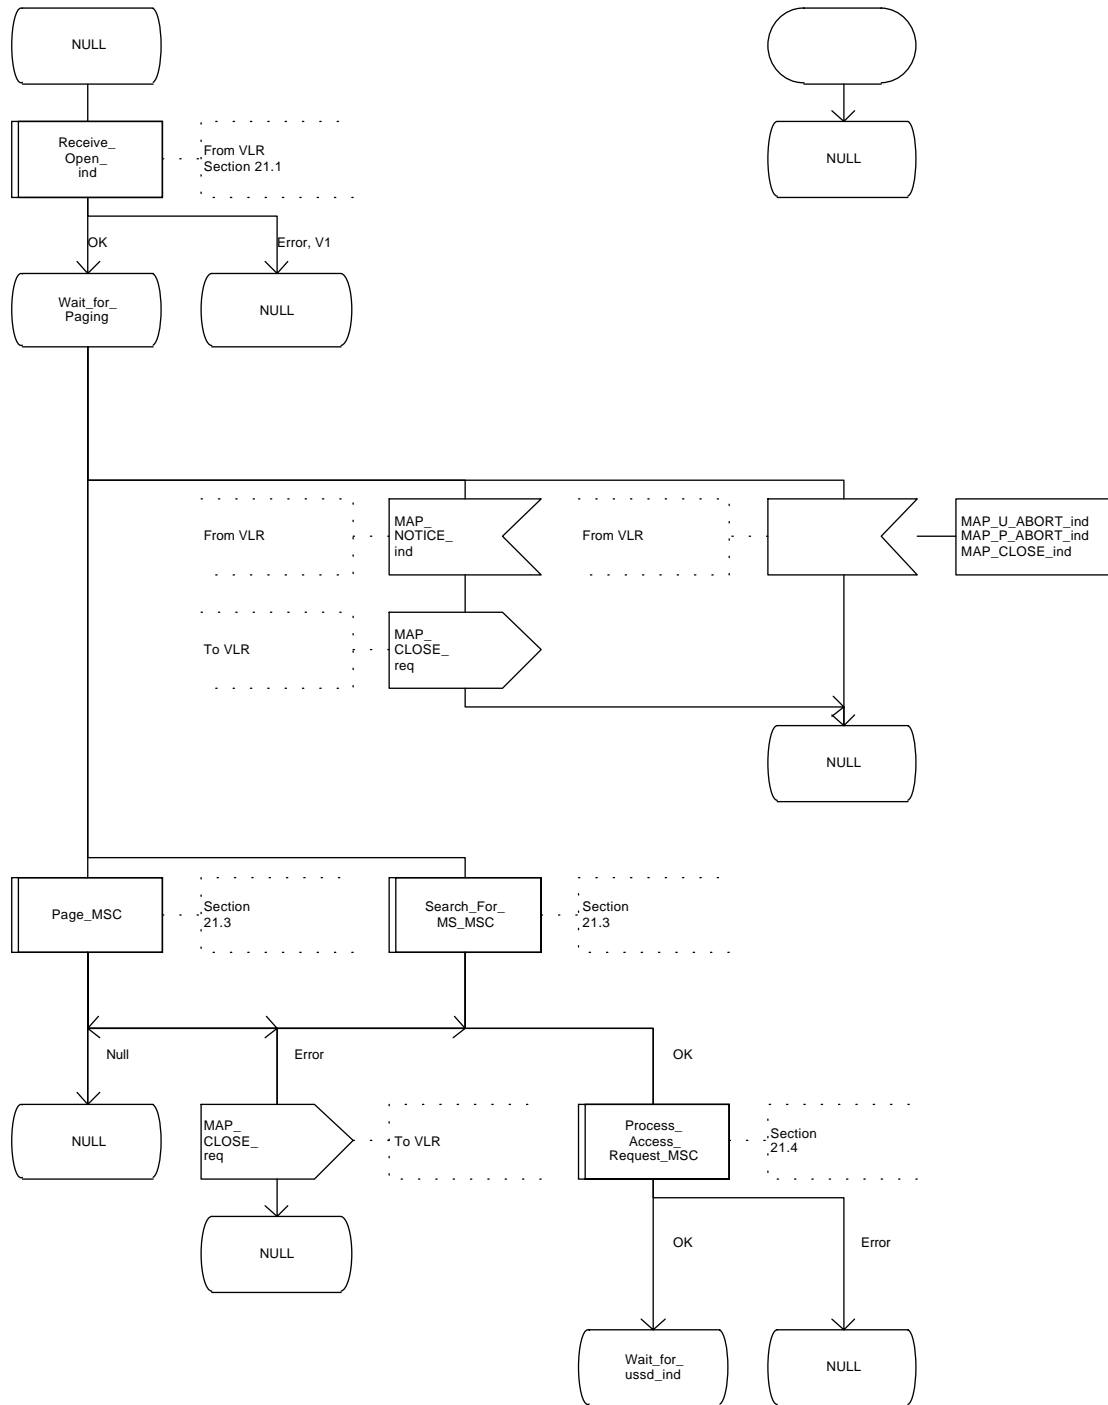 NULL
Receive_
Open_
ind
From VLR
Section 21.1
NULL
OK
Error, V1
Wait_for_
Paging
NULL
From VLR
MAP_
NOTICE_
ind
From VLR
MAP_U_ABORT_ind
MAP_P_ABORT_ind
MAP_CLOSE_ind
To VLR
MAP_
CLOSE_
req
NULL
Page_MSC
Section
21.3
Search_For_
MS_MSC
Section
21.3
Null
Error
OK
NULL
MAP_
CLOSE_
req
To VLR
Process_
Access_
Request_MSC
Section
21.4
NULL
OK
Error
Wait_for_
ussd_ind
NULL